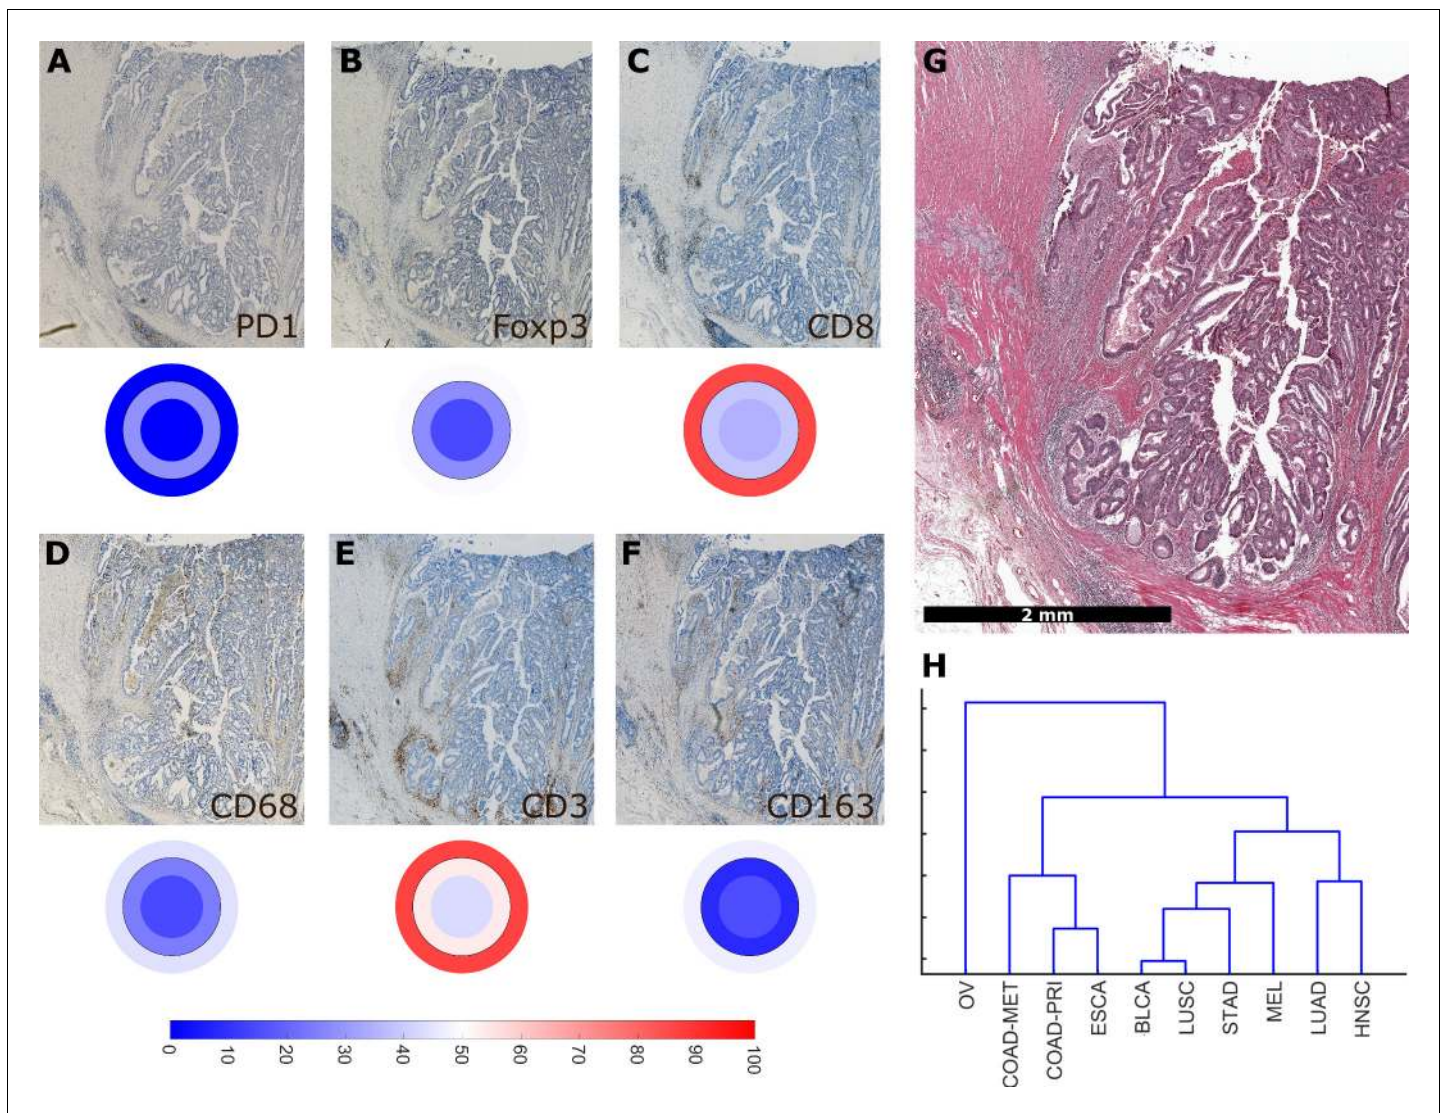 A
B
C
G
PD1
Foxp3
CD8
D
E
F
CD68
CD3
CD163
2 mm
H
0
10
20
30
40
50
60
70
80
90
100
OV
COAD-MET
COAD-PRI
ESCA
BLCA
LUSC
STAD
MEL
LUAD
HNSC